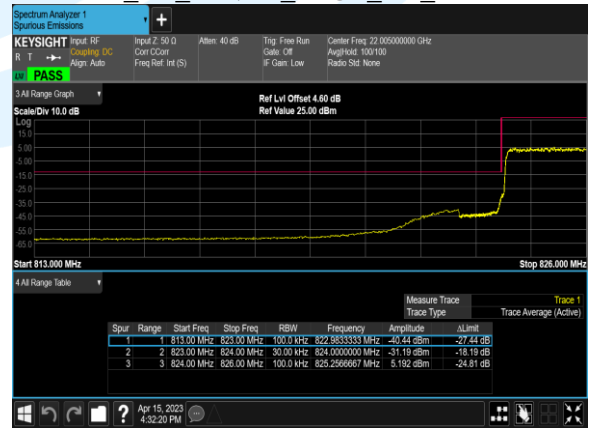 Spectrum Analyzer 1
Spurious Emissions
+
KEYSIGHT Input: RF Input Z: 50 Ω Atten: 40 dB Trig: Free Run Center Freq: 22.005000000 GHz
R T Coupling: DC Corr CCorr Gate: Off Avg|Hold: 100/100
Align: Auto Freq Ref: Int (S) IF Gain: Low Radio Std: None
LV PASS
3 All Range Graph
Ref Lvl Offset 4.60 dB
Scale/Div 10.0 dB Ref Value 25.00 dBm
Log
15.0
5.00
-5.00
-15.0
-25.0
-35.0
-45.0
-55.0
-65.0
Start 813.000 MHz Stop 826.000 MHz
4 All Range Table
Measure Trace Trace 1
Trace Type Trace Average (Active)
Spur Range Start Freq Stop Freq RBW Frequency Amplitude ΔLimit
1 1 813.00 MHz 823.00 MHz 100.0 kHz 822.9833333 MHz -40.44 dBm -27.44 dB
2 2 823.00 MHz 824.00 MHz 30.00 kHz 824.0000000 MHz -31.19 dBm -18.19 dB
3 3 824.00 MHz 826.00 MHz 100.0 kHz 825.2566667 MHz 5.192 dBm -24.81 dB
? Apr 15, 2023
4:32:20 PM